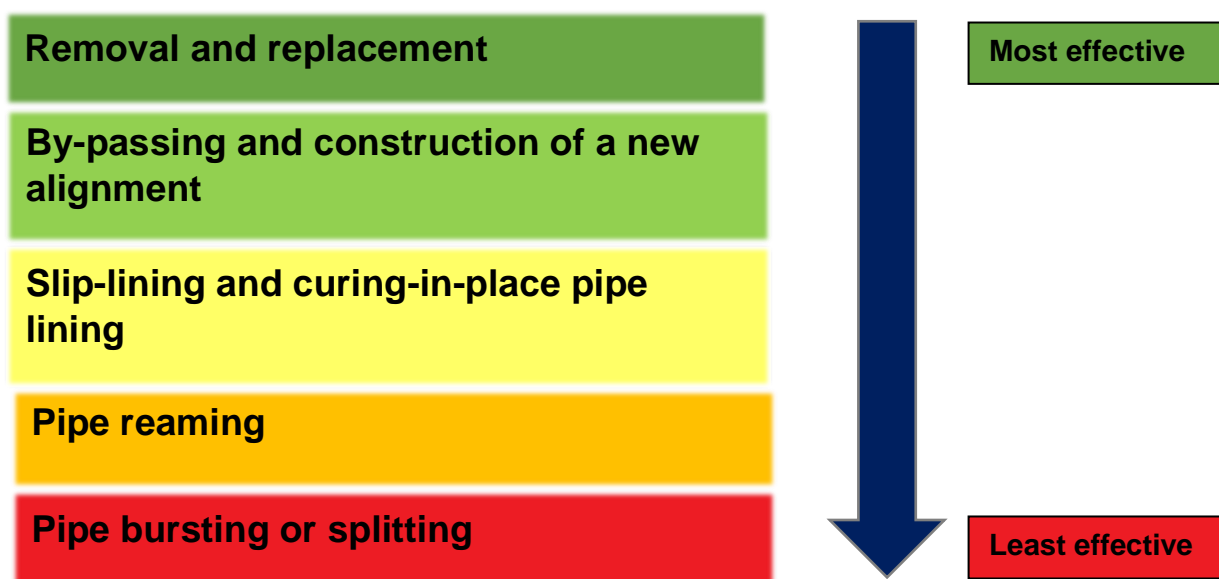 Removal and replacement
Most effective
By-passing and construction of a new
alignment
Slip-lining and curing-in-place pipe
lining
Pipe reaming
Pipe bursting or splitting
Least effective